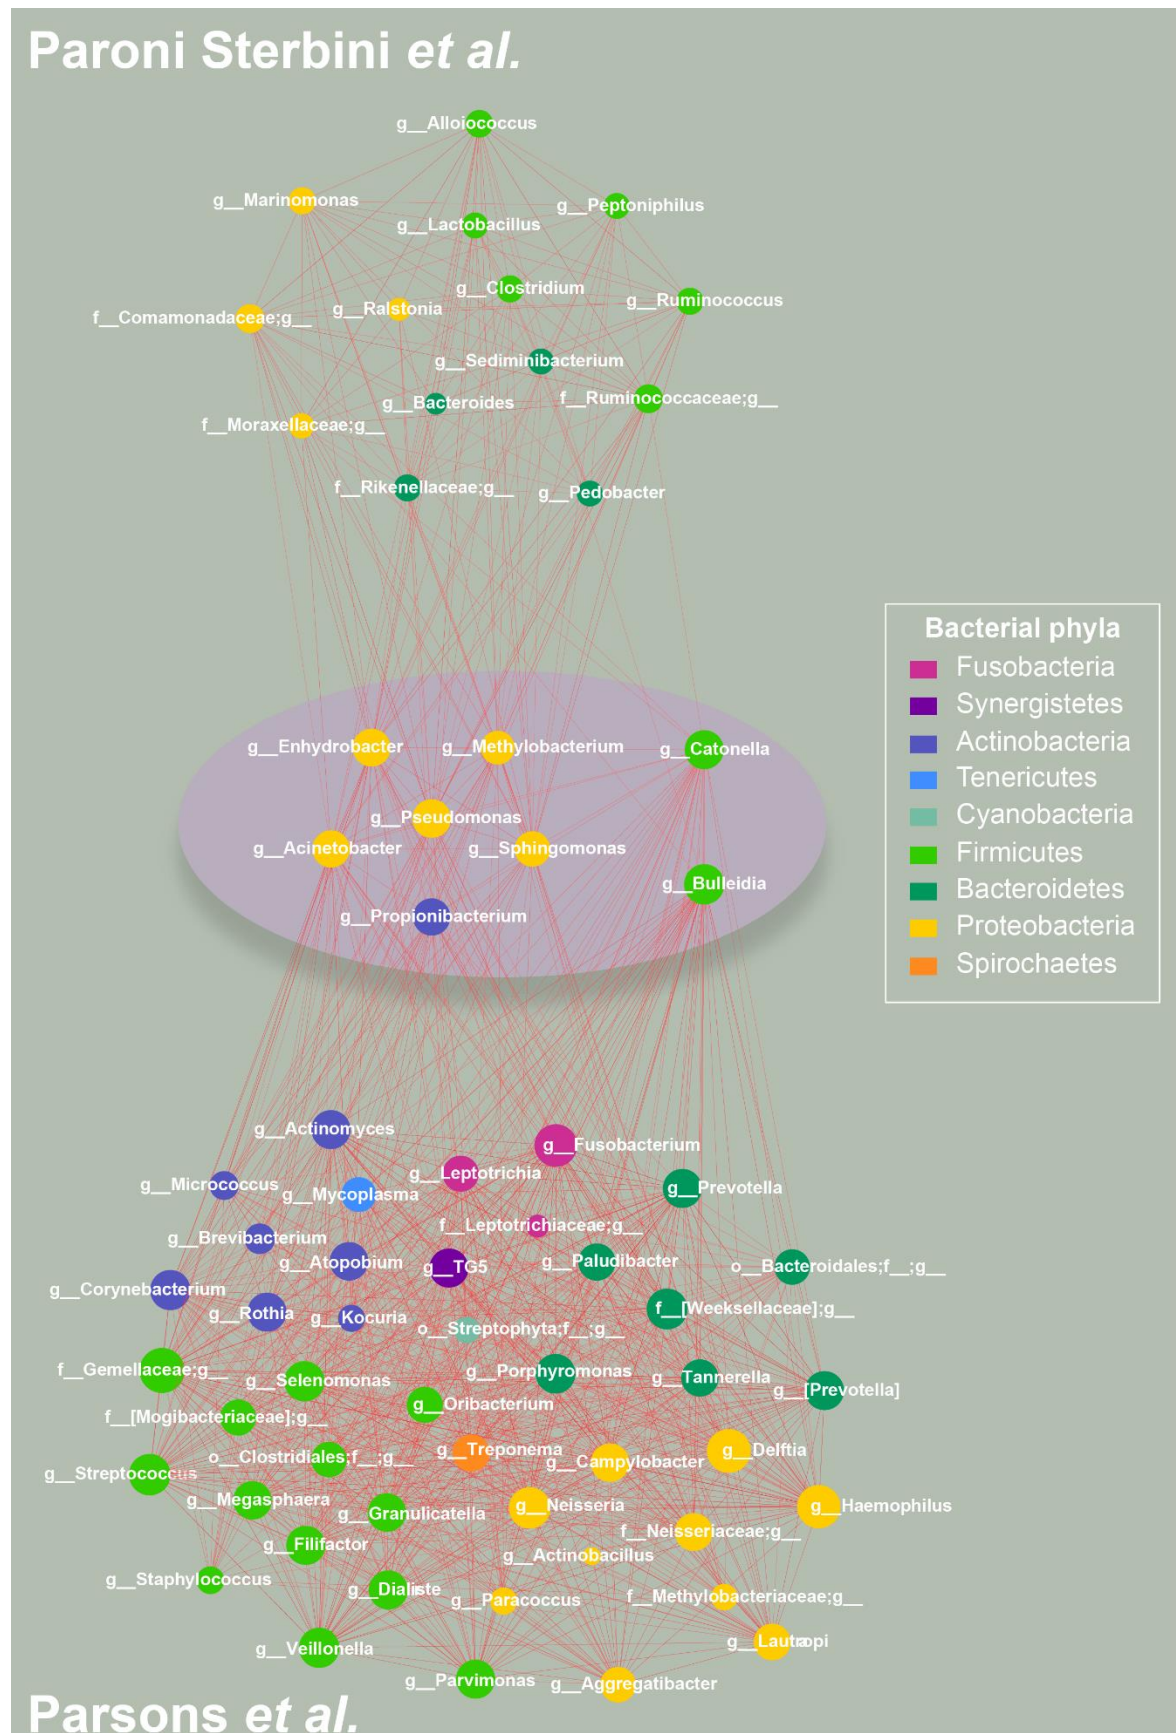 Paroni Sterbini et al.
g__Alloiococcus
g__Marinomonas
g__Peptoniphilus
g__Lactobacillus
g__Clostridium
g__Ruminococcus
g__Ralstonia
f__Comamonadaceae;g__
g__Sediminibacterium
g__Bacteroides
f__Ruminococcaceae;g__
f__Moraxellaceae;g__
f__Rikenellaceae;g__
g__Pedobacter
Bacterial phyla
Fusobacteria
Synergistetes
Actinobacteria
Tenericutes
Cyanobacteria
Firmicutes
Bacteroidetes
Proteobacteria
Spirochaetes
g__Enhydrobacter
g__Methylobacterium
g__Catonella
g__Pseudomonas
g__Acinetobacter
g__Sphingomonas
g__Bulleidia
g__Propionibacterium
g__Actinomyces
g__Fusobacterium
g__Leptotrichia
g__Micrococcus
g__Mycoplasma
g__Prevotella
f__Leptotrichiaceae;g__
g__Brevibacterium
g__Atopobium
g__TG5
g__Paludibacter
o__Bacteroidales;f__;g__
g__Corynebacterium
g__Rothia
g__Kocuria
f__[Weeksellaceae];g__
o__Streptophyta;f__;g__
f__Gemellaceae;g__
g__Selenomonas
g__Porphyromonas
g__Tannerella
g__[Prevotella]
g__Oribacterium
f__[Mogibacteriaceae];g__
g__Treponema
g__Delftia
o__Clostridiales;f__;g__
g__Campylobacter
g__Streptococcus
g__Megasphaera
g__Granulicatella
g__Neisseria
g__Haemophilus
f__Neisseriaceae;g__
g__Filifactor
g__Actinobacillus
g__Staphylococcus
g__Dialiste
g__Paracoccus
f__Methylobacteriaceae;g__
g__Veillonella
g__Lautropi
g__Parvimonas
g__Aggregatibacter
Parsons et al.